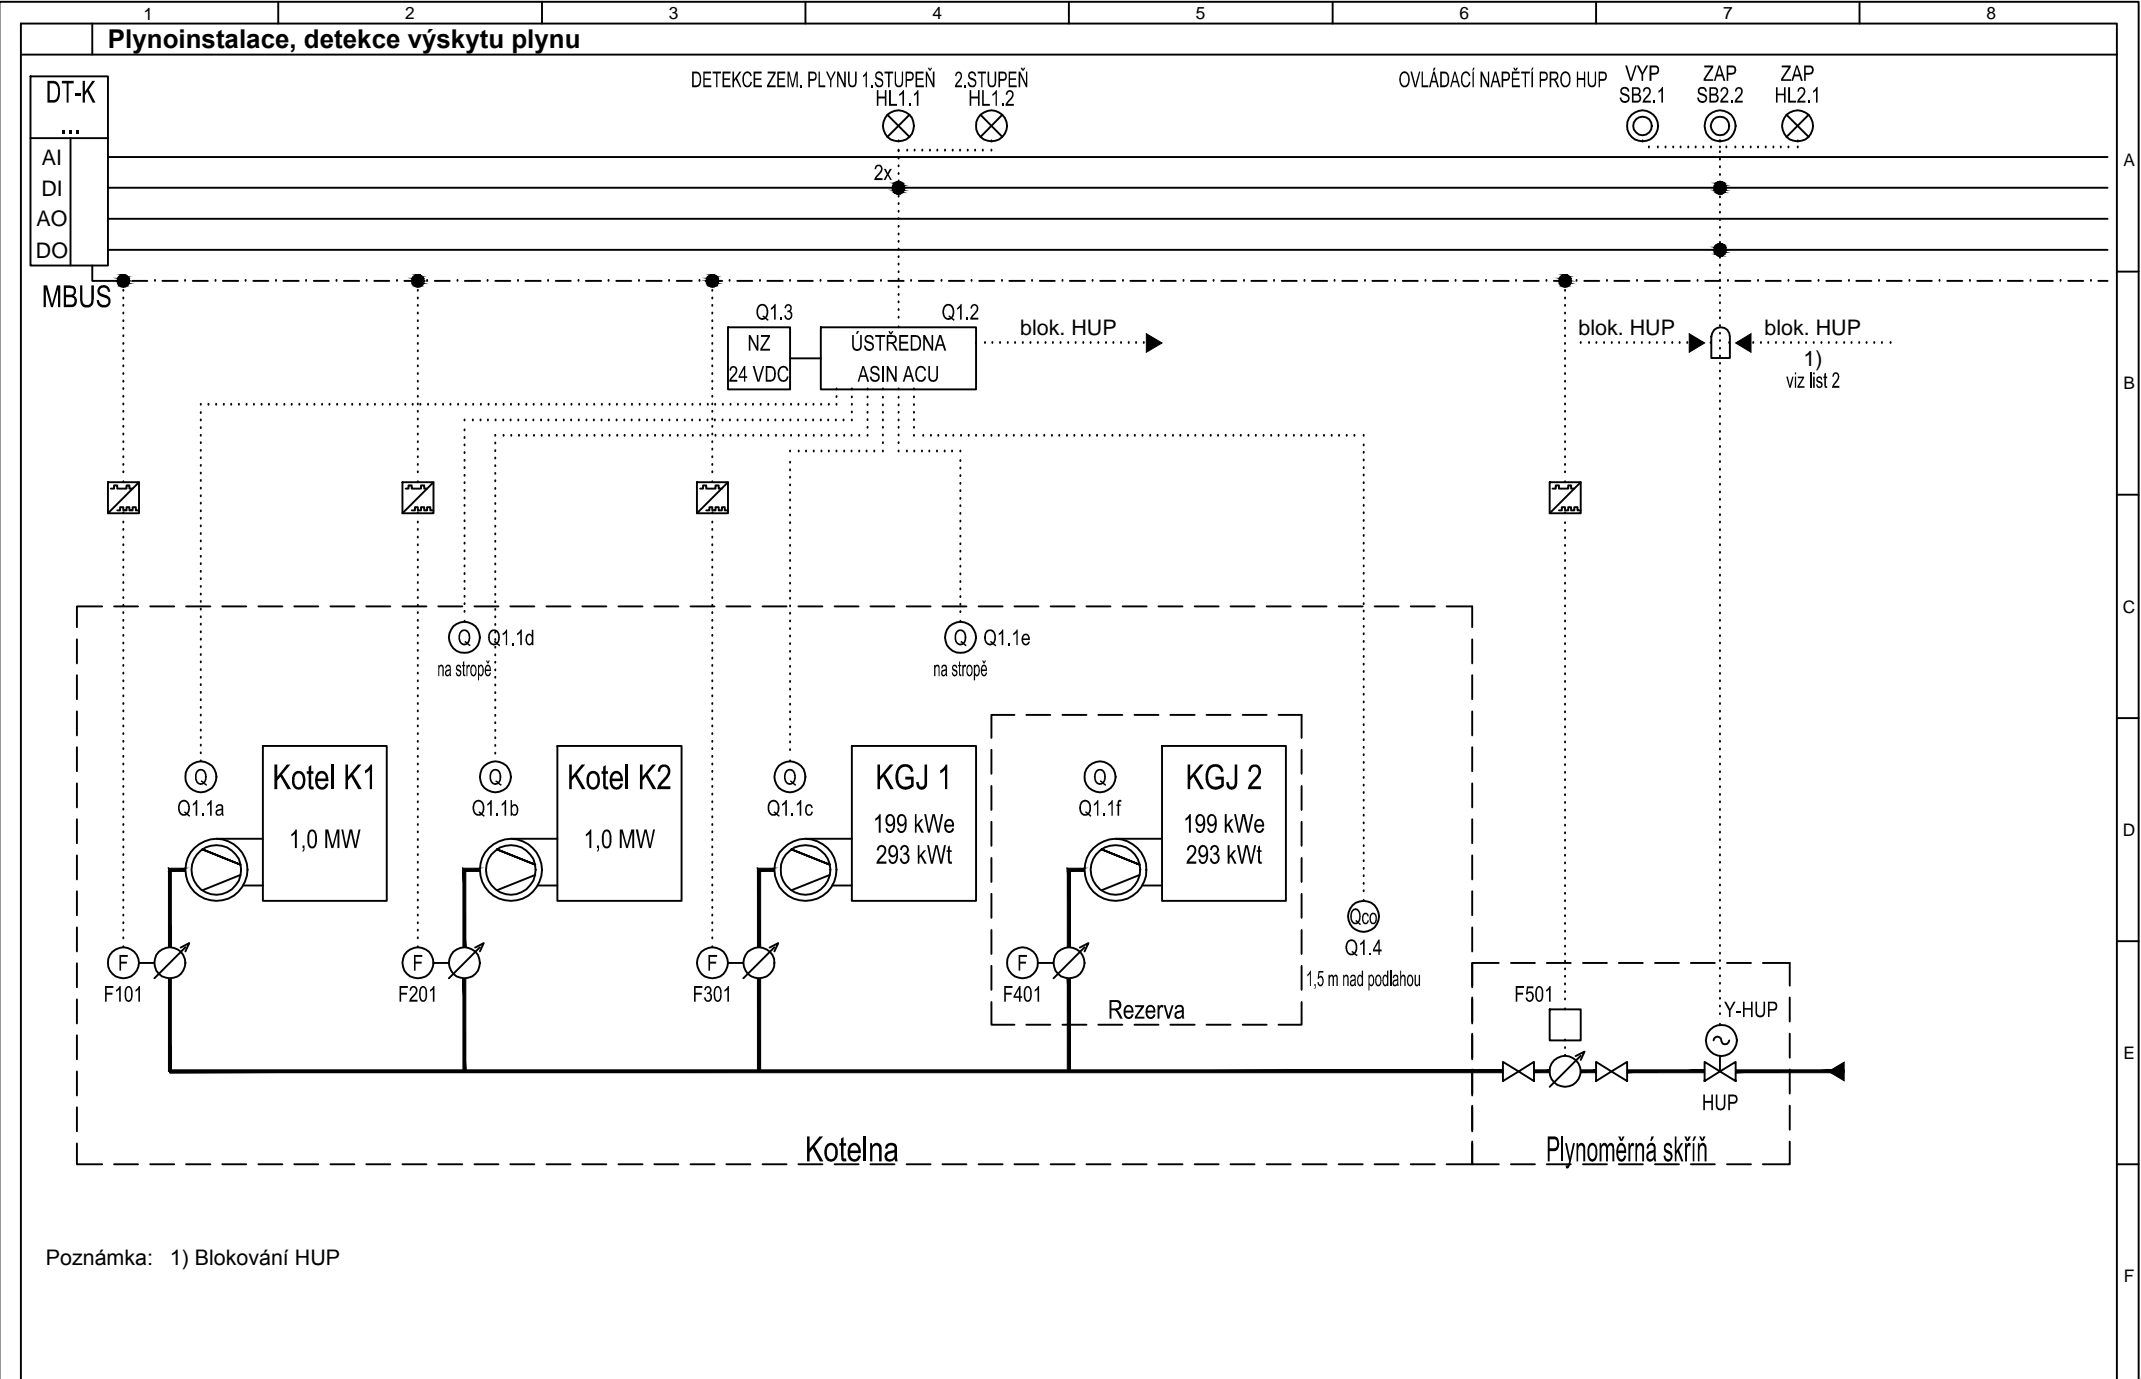 1 2 3 4 5 6 7 8
Plynoinstalace, detekce výskytu plynu
DT-K
...
AI
DI
AO
DO
MBUS
DETEKCE ZEM. PLYNU 1.STUPEŇ 2.STUPEŇ
HL1.1 HL1.2
2x
OVLÁDACÍ NAPĚTÍ PRO HUP VYP ZAP ZAP
SB2.1 SB2.2 HL2.1
A
B
C
D
E
F
Q1.3 Q1.2
NZ
24 VDC
ÚSTŘEDNA
ASIN ACU
blok. HUP
blok. HUP
blok. HUP
1)
viz list 2
Q Q1.1d
na stropě
Q Q1.1e
na stropě
Q
Q1.1a
Kotel K1
1,0 MW
Q
Q1.1b
Kotel K2
1,0 MW
Q
Q1.1c
KGJ 1
199 kWe
293 kWt
Q
Q1.1f
KGJ 2
199 kWe
293 kWt
Qco
Q1.4
1,5 m nad podlahou
F
F101
F
F201
F
F301
F
F401
Rezerva
F501
Y-HUP
HUP
Kotelna
Plynoměrná skříň
Poznámka: 1) Blokování HUP